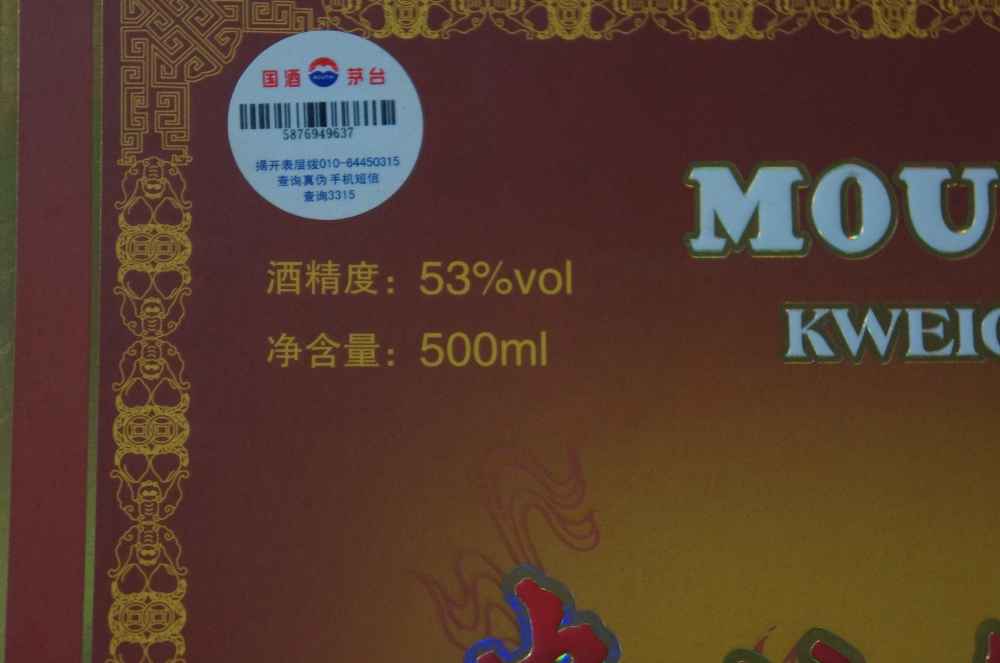 国酒 茅台
5876949637
揭开表层拨010-64450315
查询真伪 手机短信
查询3315
酒精度：53%vol
净含量：500ml
MOU
KWEIC